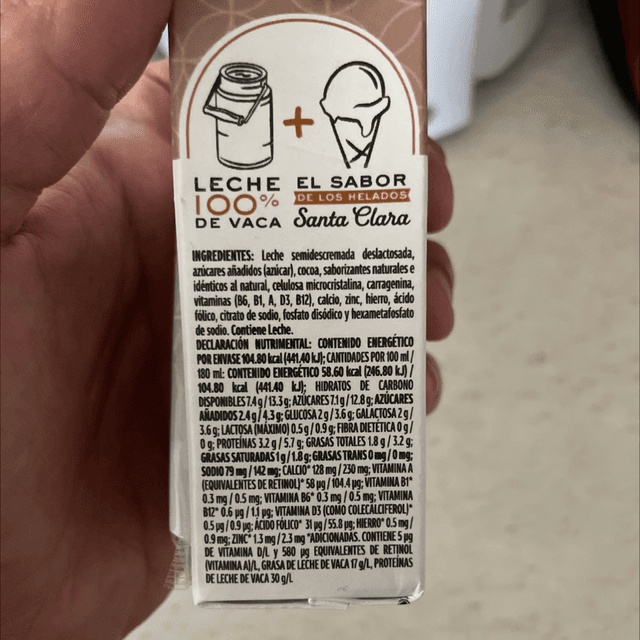 LECHE
100%
DE VACA
+
EL SABOR
DE LOS HELADOS
Santa Clara
INGREDIENTES: Leche semidescremada deslactosada,
azúcares añadidos (azúcar), cocoa, saborizantes naturales e
idénticos al natural, celulosa microcristalina, carragenina,
vitaminas (B6, B1, A, D3, B12), calcio, zinc, hierro, ácido
fólico, citrato de sodio, fosfato disódico y hexametafosfato
de sodio. Contiene Leche.
DECLARACIÓN NUTRIMENTAL: CONTENIDO ENERGÉTICO
POR ENVASE 104.80 kcal (441,40 kJ); CANTIDADES POR 100 ml /
180 ml: CONTENIDO ENERGÉTICO 58.60 kcal (246.80 kJ) /
104.80 kcal (441.40 kJ); HIDRATOS DE CARBONO
DISPONIBLES 7.4 g / 13.3 g; AZÚCARES 7.1 g / 12.8 g; AZÚCARES
AÑADIDOS 2.4 g / 4.3 g; GLUCOSA 2 g / 3.6 g; GALACTOSA 2 g /
3.6 g; LACTOSA (MÁXIMO) 0.5 g / 0.9 g; FIBRA DIETÉTICA 0 g /
0 g; PROTEÍNAS 3.2 g / 5.7 g; GRASAS TOTALES 1.8 g / 3.2 g;
GRASAS SATURADAS 1 g / 1.8 g; GRASAS TRANS 0 mg / 0 mg;
SODIO 79 mg / 142 mg; CALCIO* 128 mg / 230 mg; VITAMINA A
(EQUIVALENTES DE RETINOL)* 58 µg / 104.4 µg; VITAMINA B1*
0.3 mg / 0.5 mg; VITAMINA B6* 0.3 mg / 0.5 mg; VITAMINA
B12* 0.6 µg / 1.1 µg; VITAMINA D3 (COMO COLECALCIFEROL)*
0.5 µg / 0.9 µg; ÁCIDO FÓLICO* 31 µg / 55.8 µg; HIERRO* 0.5 mg /
0.9 mg; ZINC* 1.3 mg / 2.3 mg *ADICIONADAS. CONTIENE 5 µg
DE VITAMINA D/L y 580 µg EQUIVALENTES DE RETINOL
(VITAMINA A)/L, GRASA DE LECHE DE VACA 17 g/L, PROTEÍNAS
DE LECHE DE VACA 30 g/L